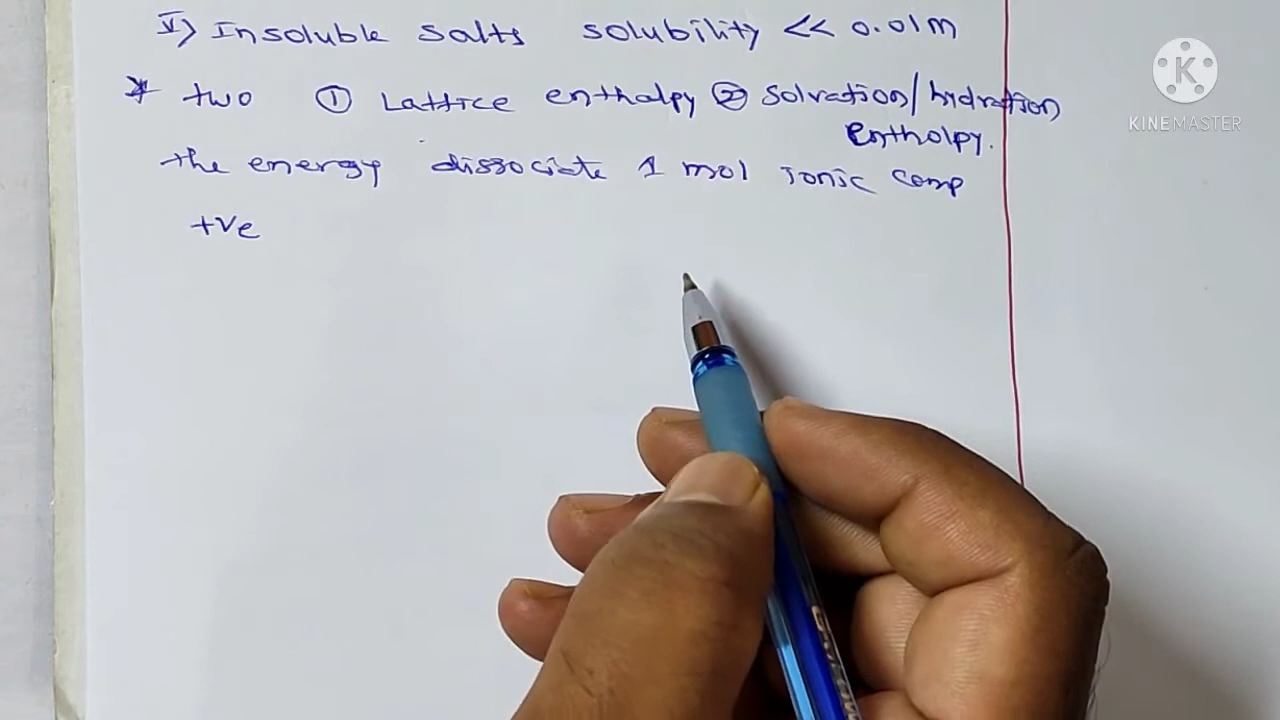 I) Insoluble salts solubility << 0.01M
* two ① Lattice enthalpy ② solvation/hydration
enthalpy.
the energy dissociate 1 mol ionic comp
+ve
K
KINEMASTER